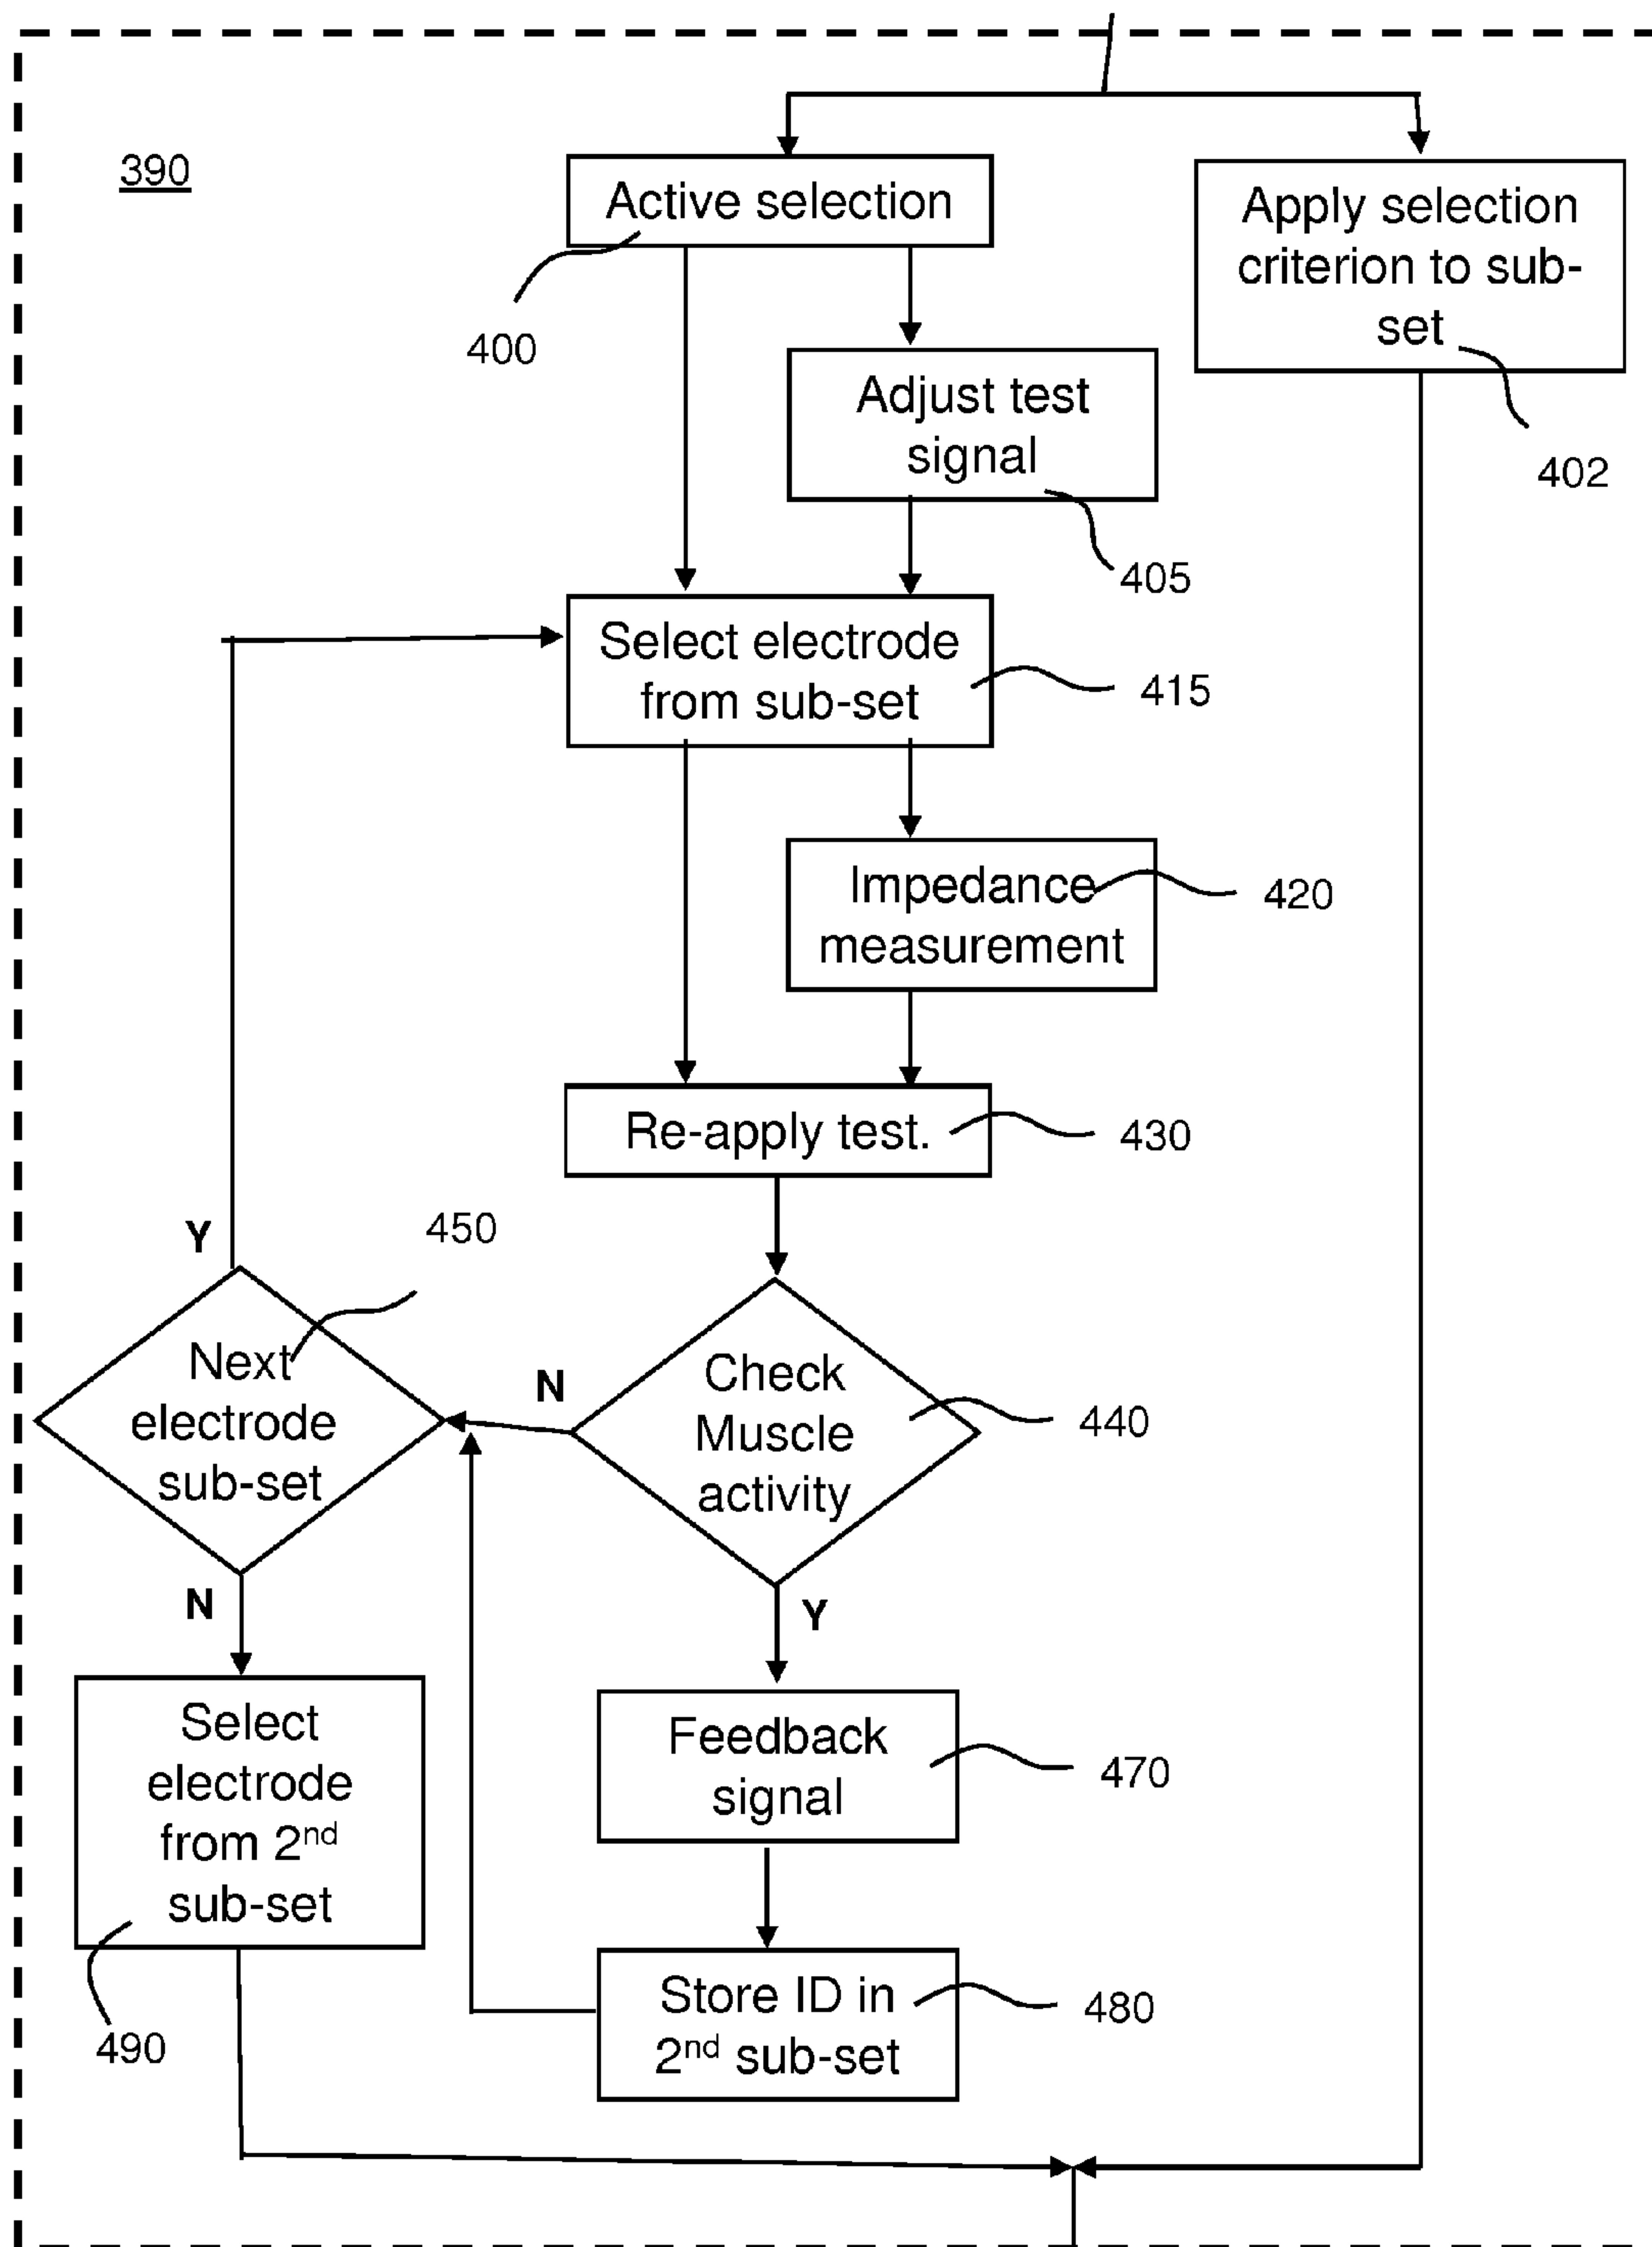 390
Active selection
400
Apply selection
criterion to sub-
set
402
Adjust test
signal
405
Select electrode
from sub-set
415
Impedance
measurement
420
Re-apply test.
430
Y
450
Next
electrode
sub-set
N
Check
Muscle
activity
440
N
Y
Select
electrode
from 2nd
sub-set
490
Feedback
signal
470
Store ID in
2nd sub-set
480